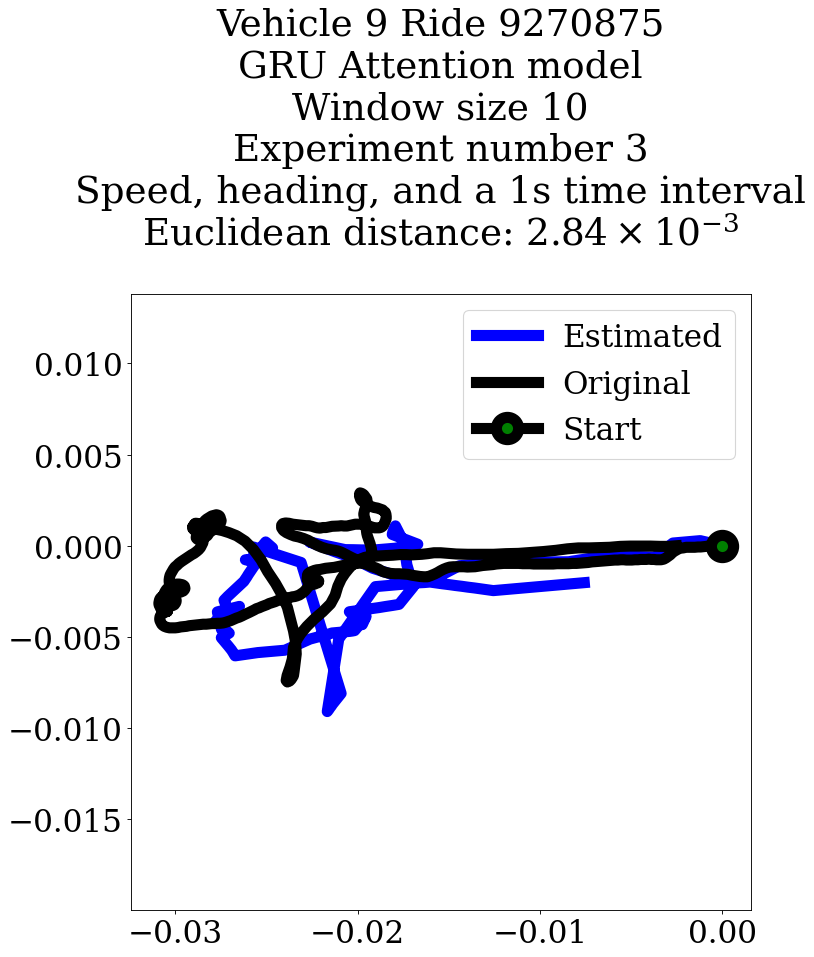 Vehicle 9 Ride 9270875
GRU Attention model
Window size 10
Experiment number 3
Speed, heading, and a 1s time interval
Euclidean distance: 2.84 × 10⁻³
Estimated
Original
Start
0.010
0.005
0.000
−0.005
−0.010
−0.015
−0.03 −0.02 −0.01 0.00